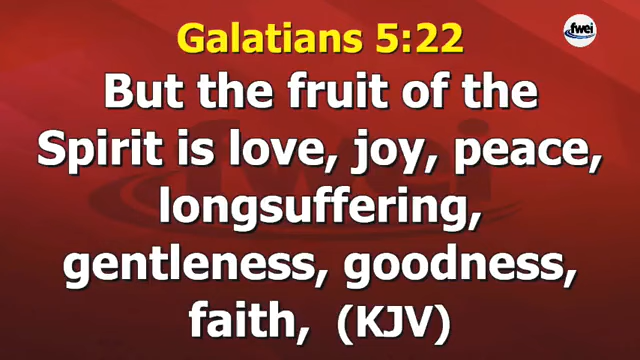 Galatians 5:22
fwei
But the fruit of the
Spirit is love, joy, peace,
longsuffering,
gentleness, goodness,
faith, (KJV)
fwei